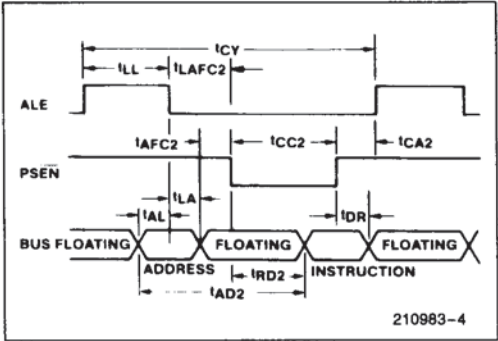 tCY
tLL tLAFC2
ALE
tAFC2 tCC2 tCA2
PSEN
tLA
tAL tDR
BUS FLOATING FLOATING FLOATING
ADDRESS tRD2 INSTRUCTION
tAD2
210983-4